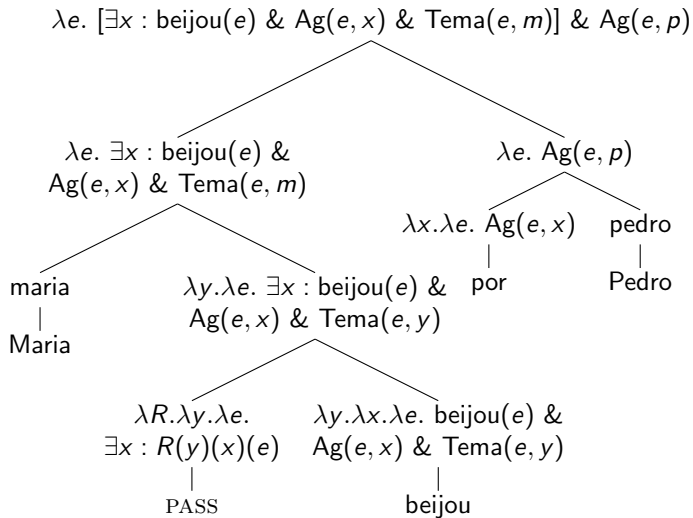 λe. [∃x : beijou(e) & Ag(e, x) & Tema(e, m)] & Ag(e, p)
λe. ∃x : beijou(e) &
Ag(e, x) & Tema(e, m)
λe. Ag(e, p)
λx.λe. Ag(e, x)
pedro
maria
λy.λe. ∃x : beijou(e) &
Ag(e, x) & Tema(e, y)
por
Pedro
Maria
λR.λy.λe.
∃x : R(y)(x)(e)
λy.λx.λe. beijou(e) &
Ag(e, x) & Tema(e, y)
PASS
beijou